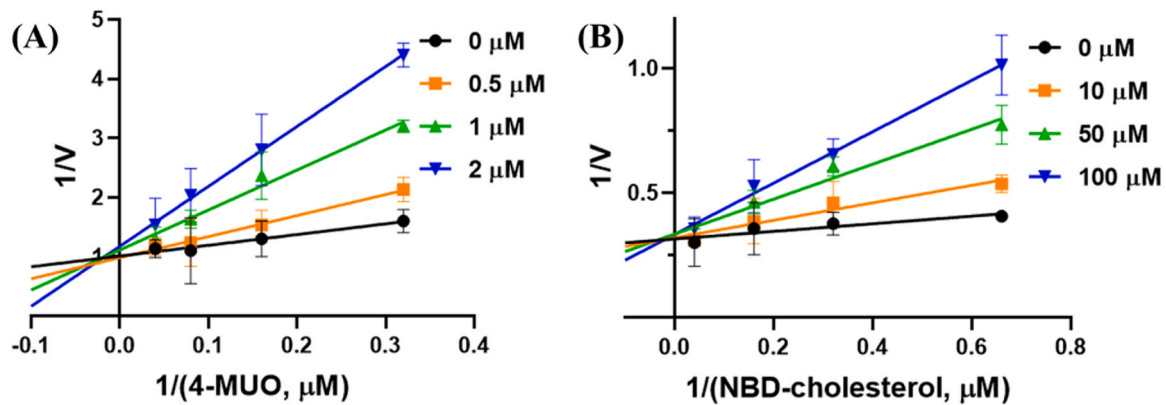 (A)
5
4
3
2
1
1/V
-0.1 0.0 0.1 0.2 0.3 0.4
1/(4-MUO, μM)
0 μM
0.5 μM
1 μM
2 μM
(B)
1.0
0.5
1/V
0.0 0.2 0.4 0.6 0.8
1/(NBD-cholesterol, μM)
0 μM
10 μM
50 μM
100 μM